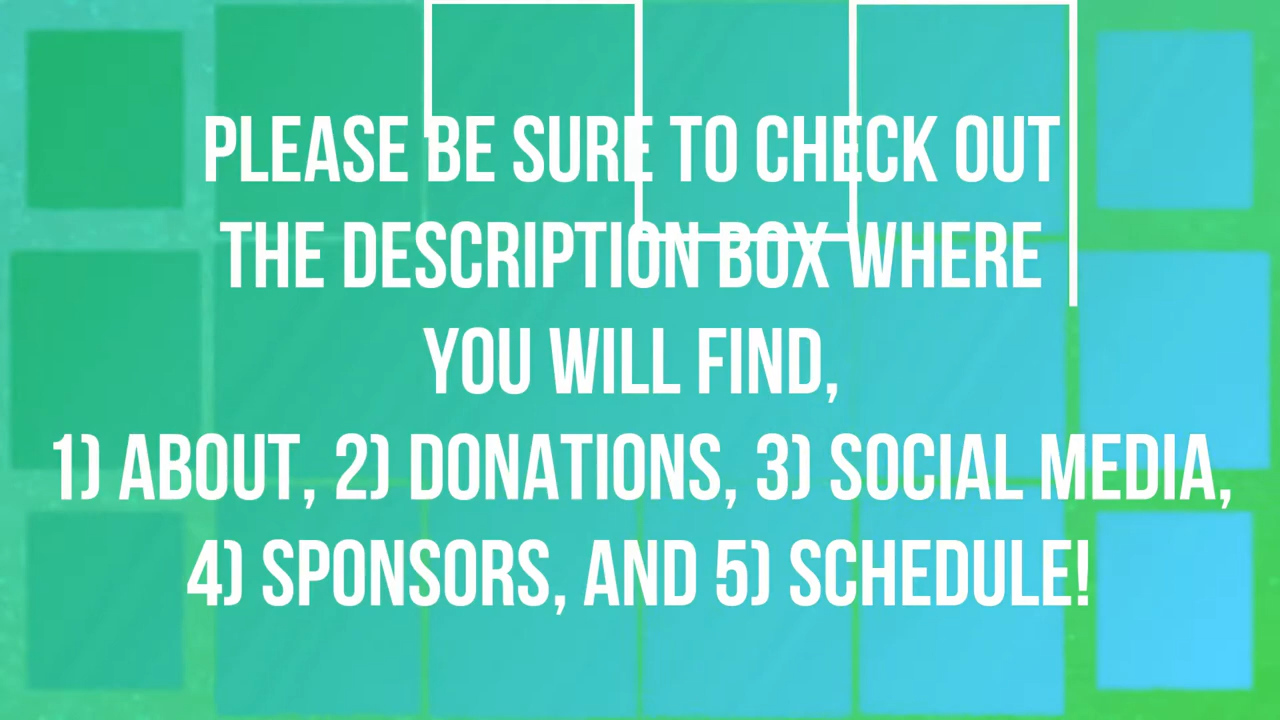 PLEASE BE SURE TO CHECK OUT
THE DESCRIPTION BOX WHERE
YOU WILL FIND,
1) ABOUT, 2) DONATIONS, 3) SOCIAL MEDIA,
4) SPONSORS, AND 5) SCHEDULE!